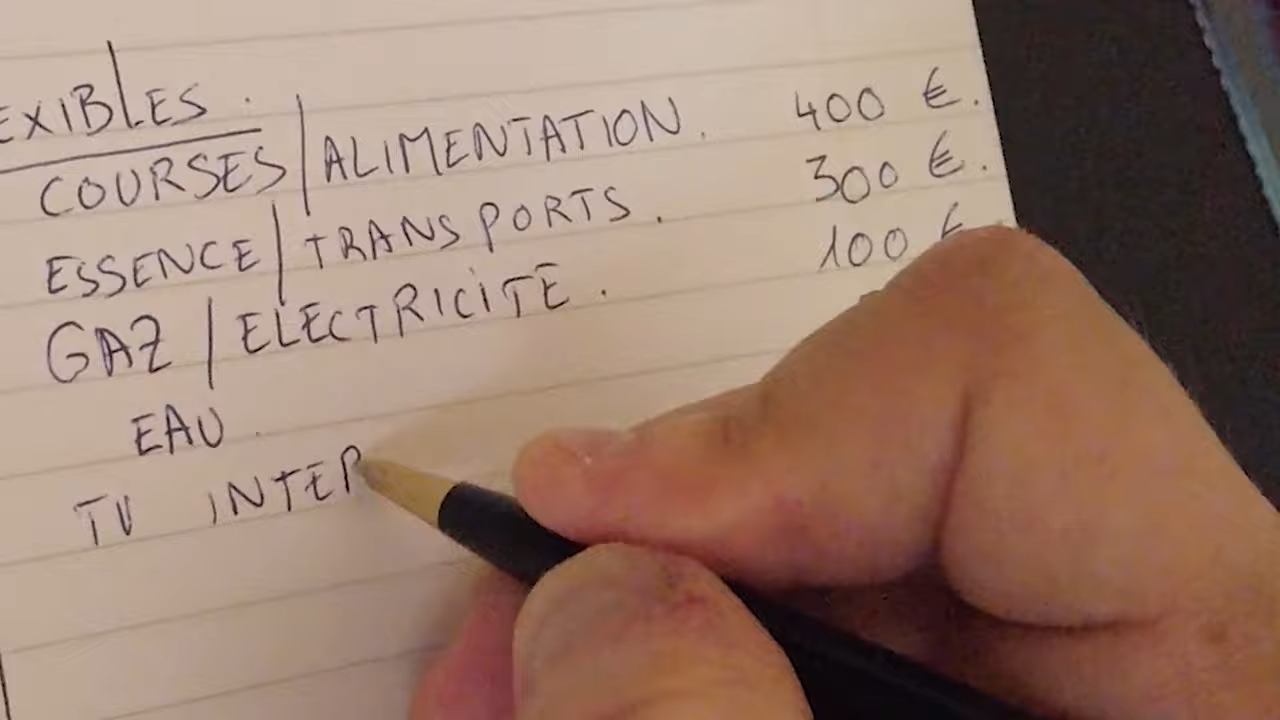 EXIBLES.
COURSES/ALIMENTATION. 400 €.
ESSENCE/TRANSPORTS. 300 €.
GAZ/ELECTRICITE. 100 €
EAU.
TV INTER